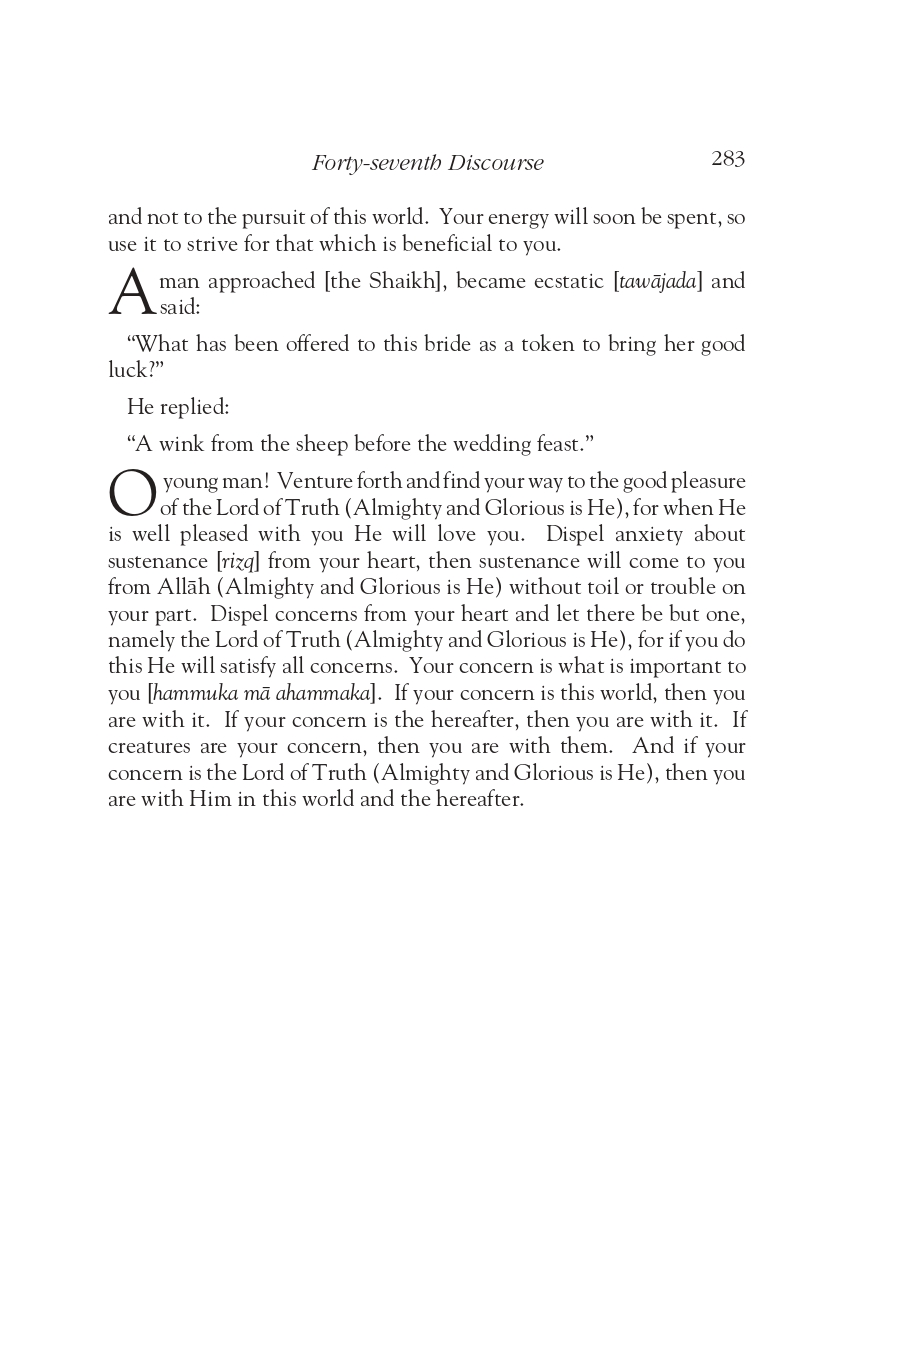 Forty-seventh Discourse 283
and not to the pursuit of this world. Your energy will soon be spent, so
use it to strive for that which is beneficial to you.
A man approached [the Shaikh], became ecstatic [tawājada] and
said:
“What has been offered to this bride as a token to bring her good
luck?”
He replied:
“A wink from the sheep before the wedding feast.”
O young man! Venture forth and find your way to the good pleasure
of the Lord of Truth (Almighty and Glorious is He), for when He
is well pleased with you He will love you. Dispel anxiety about
sustenance [rizq] from your heart, then sustenance will come to you
from Allāh (Almighty and Glorious is He) without toil or trouble on
your part. Dispel concerns from your heart and let there be but one,
namely the Lord of Truth (Almighty and Glorious is He), for if you do
this He will satisfy all concerns. Your concern is what is important to
you [hammuka mā ahammaka]. If your concern is this world, then you
are with it. If your concern is the hereafter, then you are with it. If
creatures are your concern, then you are with them. And if your
concern is the Lord of Truth (Almighty and Glorious is He), then you
are with Him in this world and the hereafter.